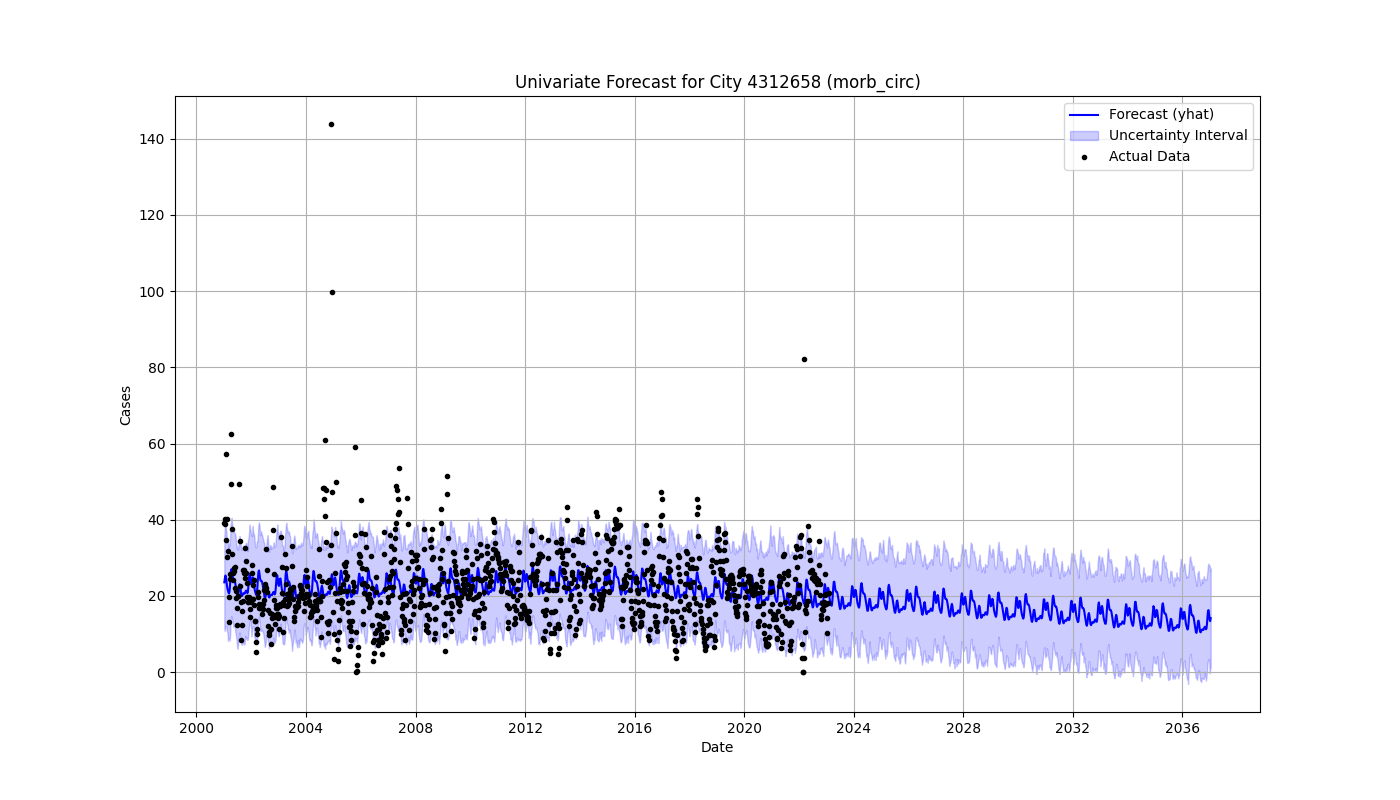 Univariate Forecast for City 4312658 (morb_circ)
Forecast (yhat)
Uncertainty Interval
Actual Data
140
120
100
80
60
40
20
0
Cases
2000 2004 2008 2012 2016 2020 2024 2028 2032 2036
Date